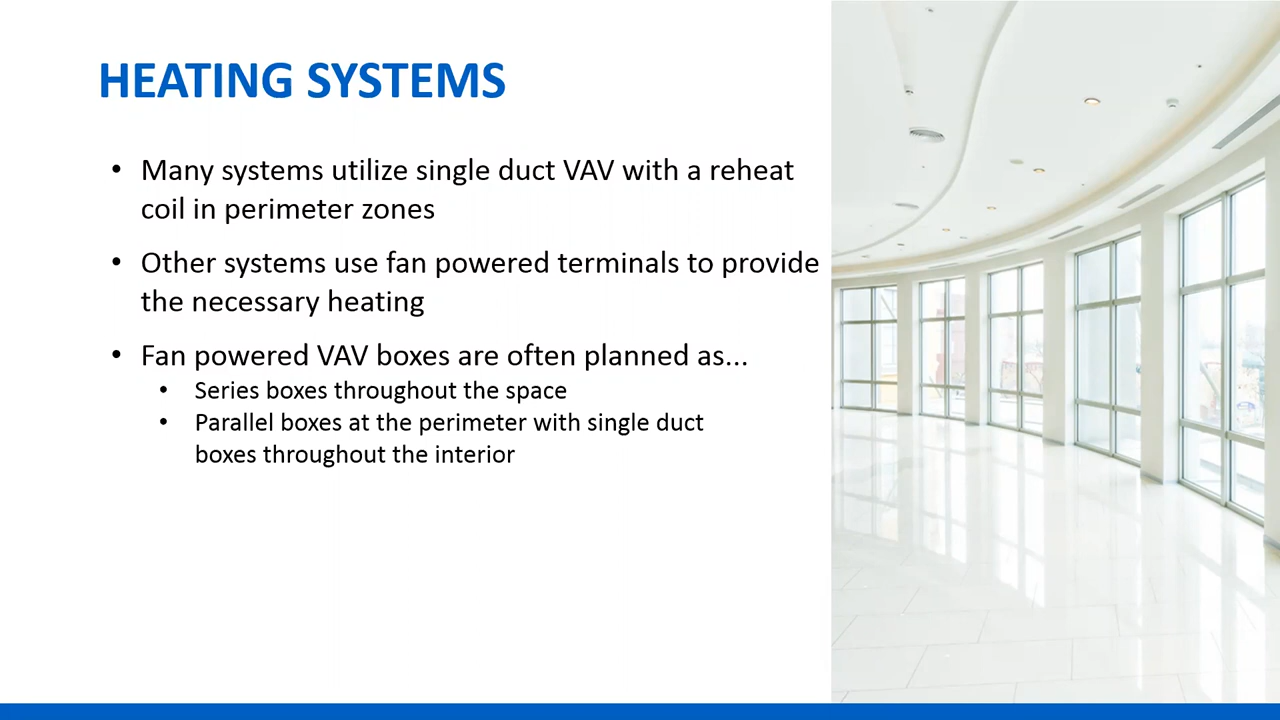 HEATING SYSTEMS
• Many systems utilize single duct VAV with a reheat
coil in perimeter zones
• Other systems use fan powered terminals to provide
the necessary heating
• Fan powered VAV boxes are often planned as...
• Series boxes throughout the space
• Parallel boxes at the perimeter with single duct
boxes throughout the interior